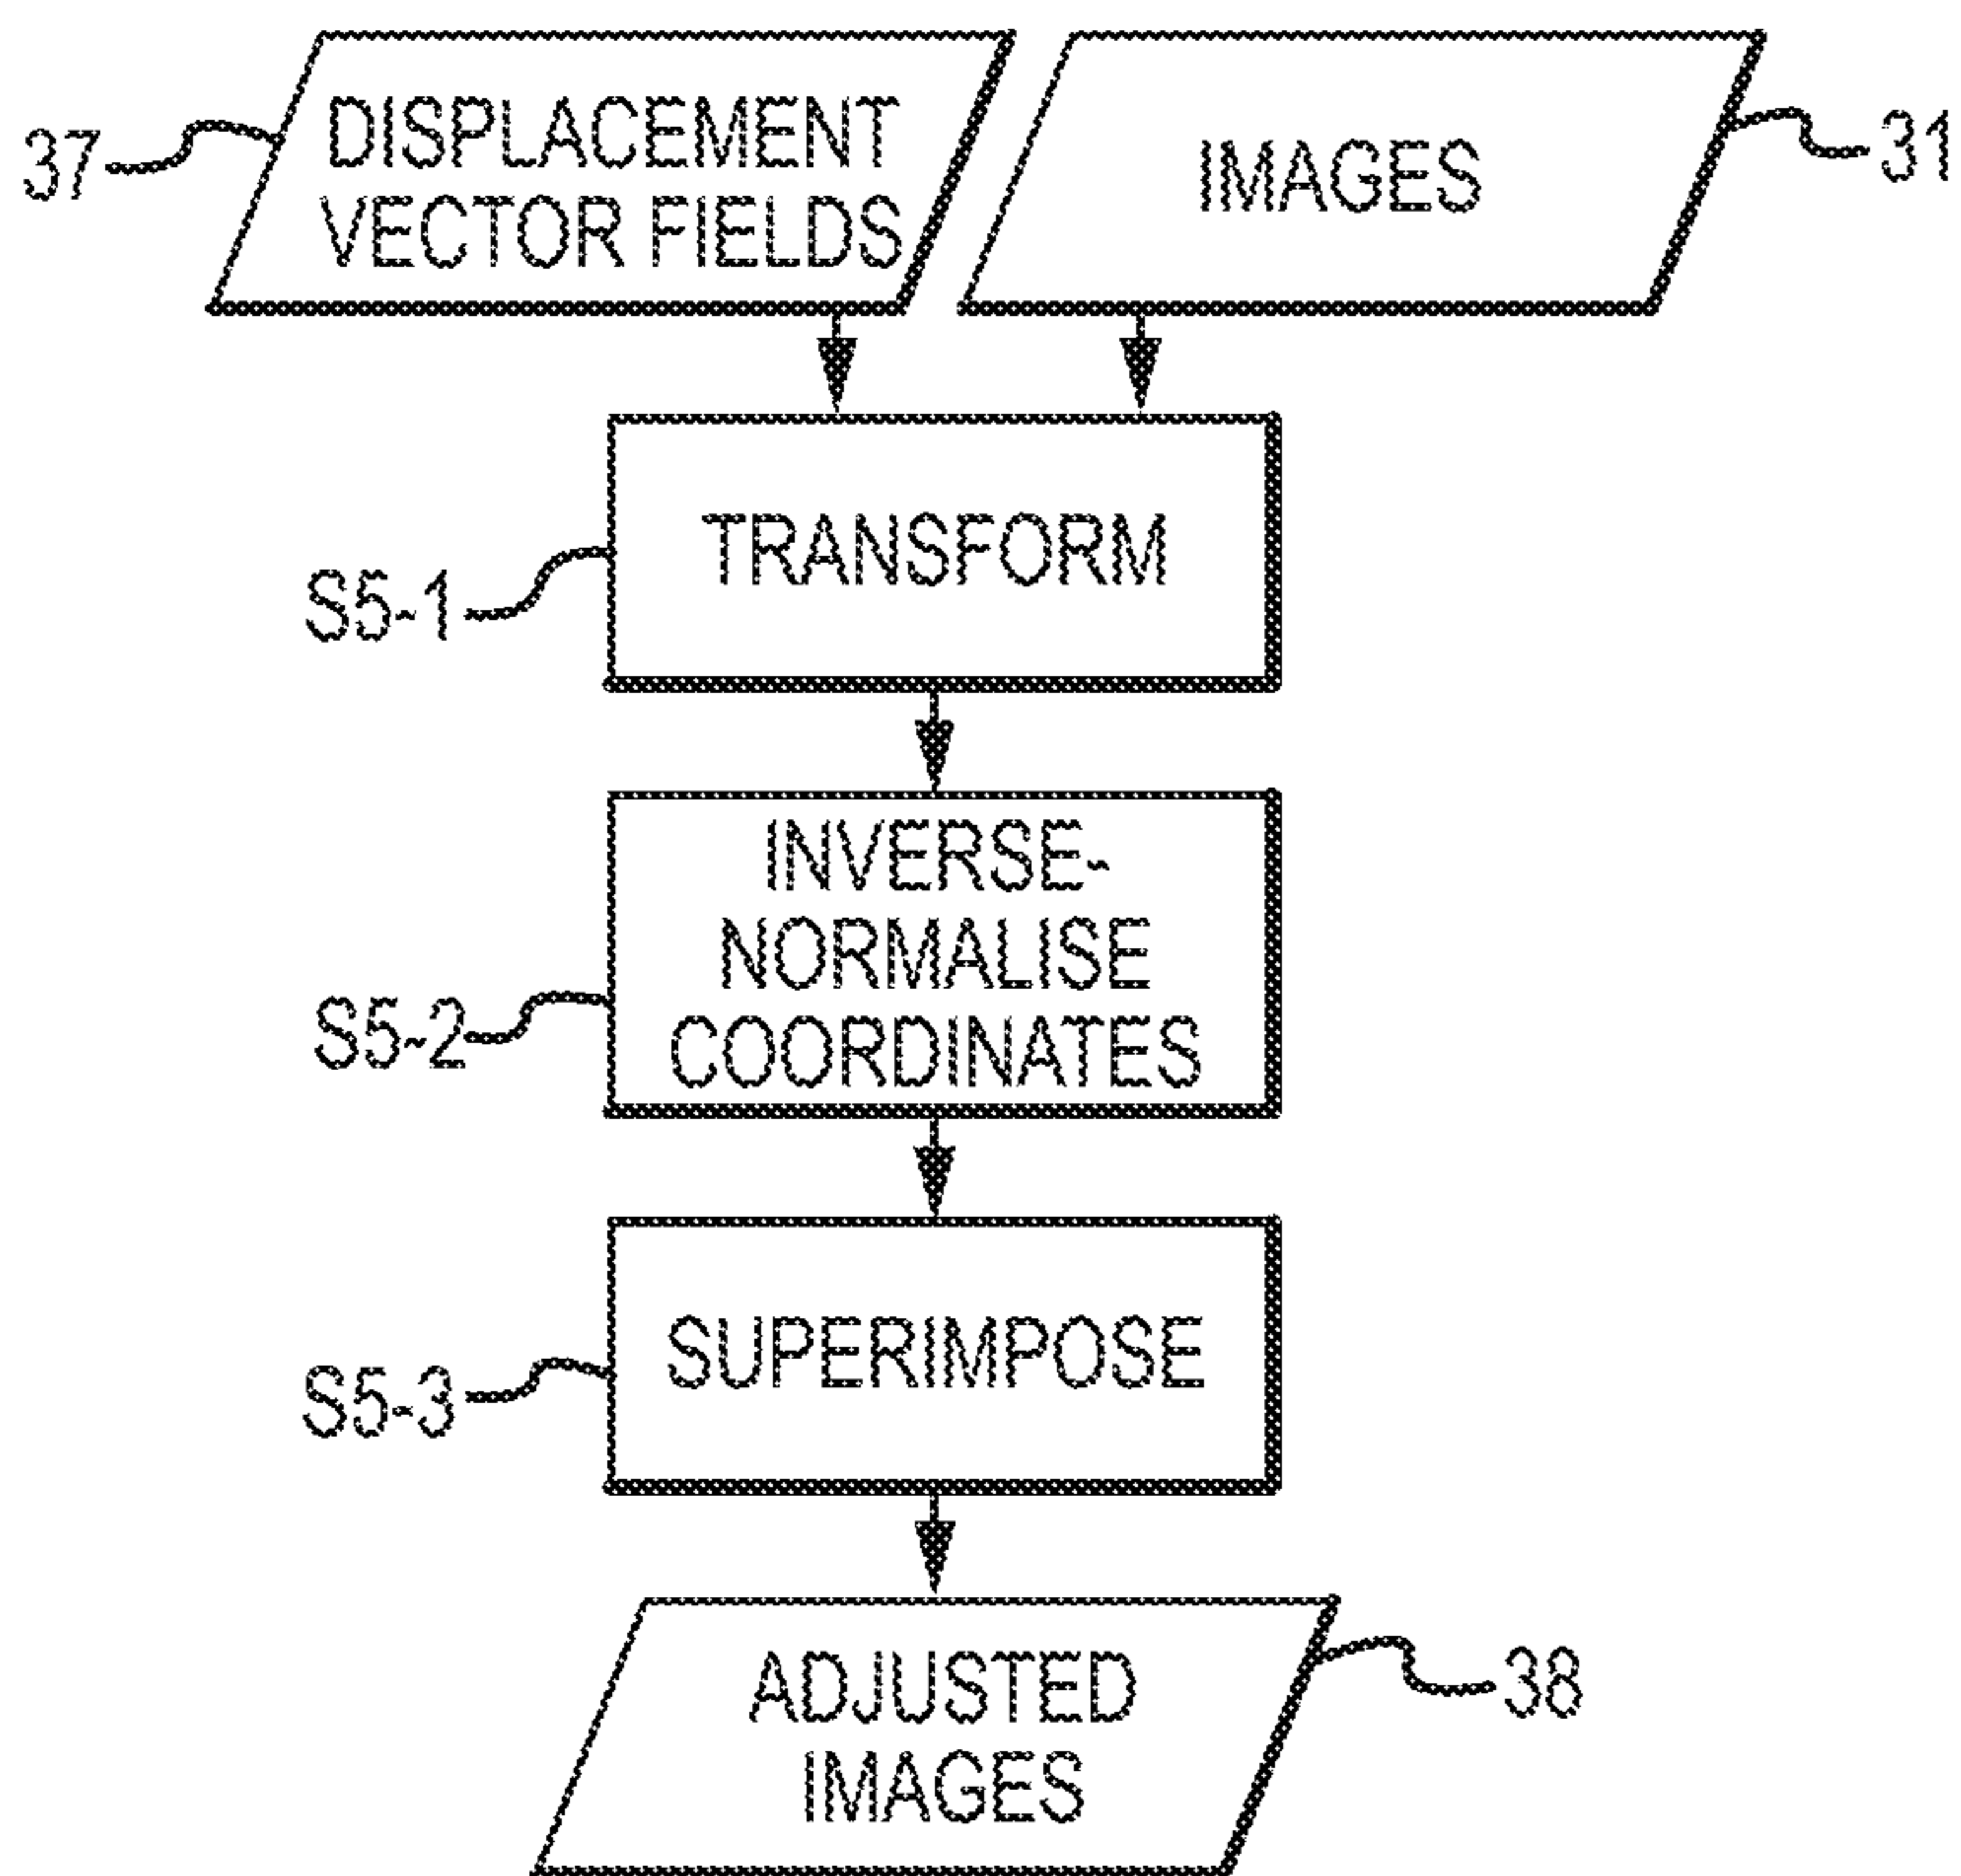 37
DISPLACEMENT
VECTOR FIELDS
IMAGES
31
TRANSFORM
S5-1
INVERSE-
NORMALISE
COORDINATES
S5-2
SUPERIMPOSE
S5-3
ADJUSTED
IMAGES
38